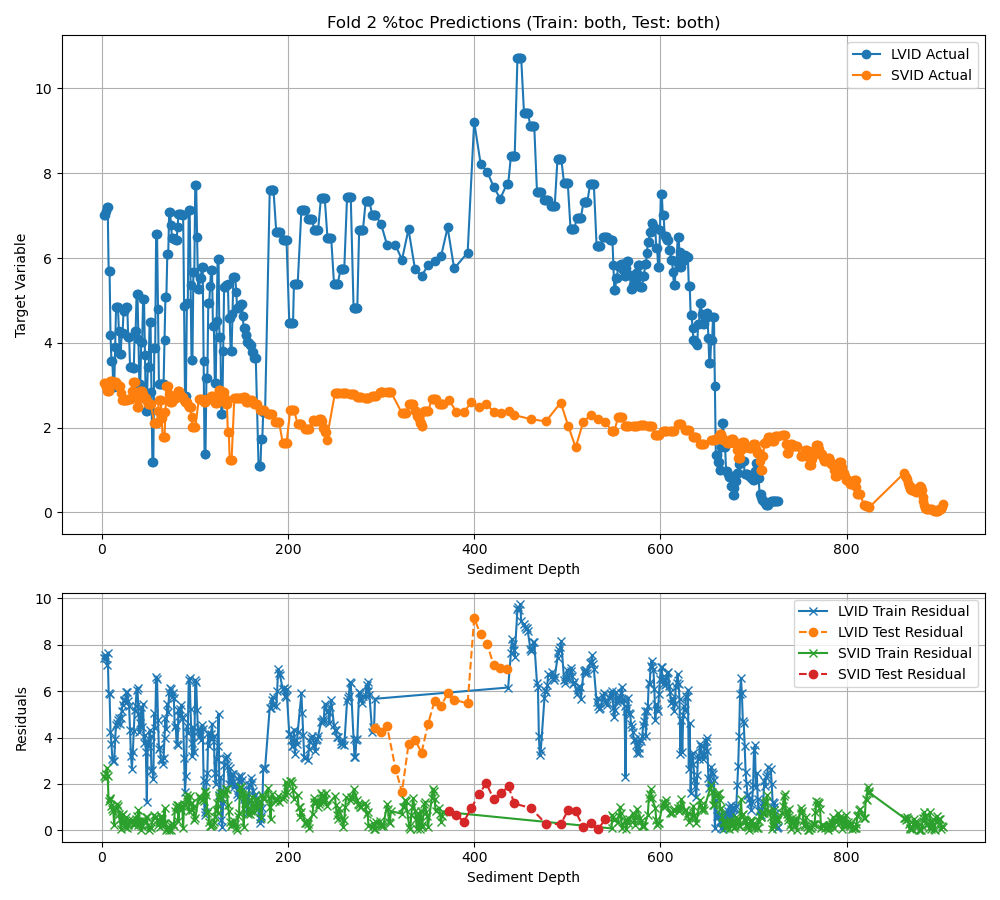 Fold 2 %toc Predictions (Train: both, Test: both)
Target Variable
10
8
6
4
2
0
LVID Actual
SVID Actual
0 200 400 600 800
Sediment Depth
Residuals
10
8
6
4
2
0
LVID Train Residual
LVID Test Residual
SVID Train Residual
SVID Test Residual
0 200 400 600 800
Sediment Depth